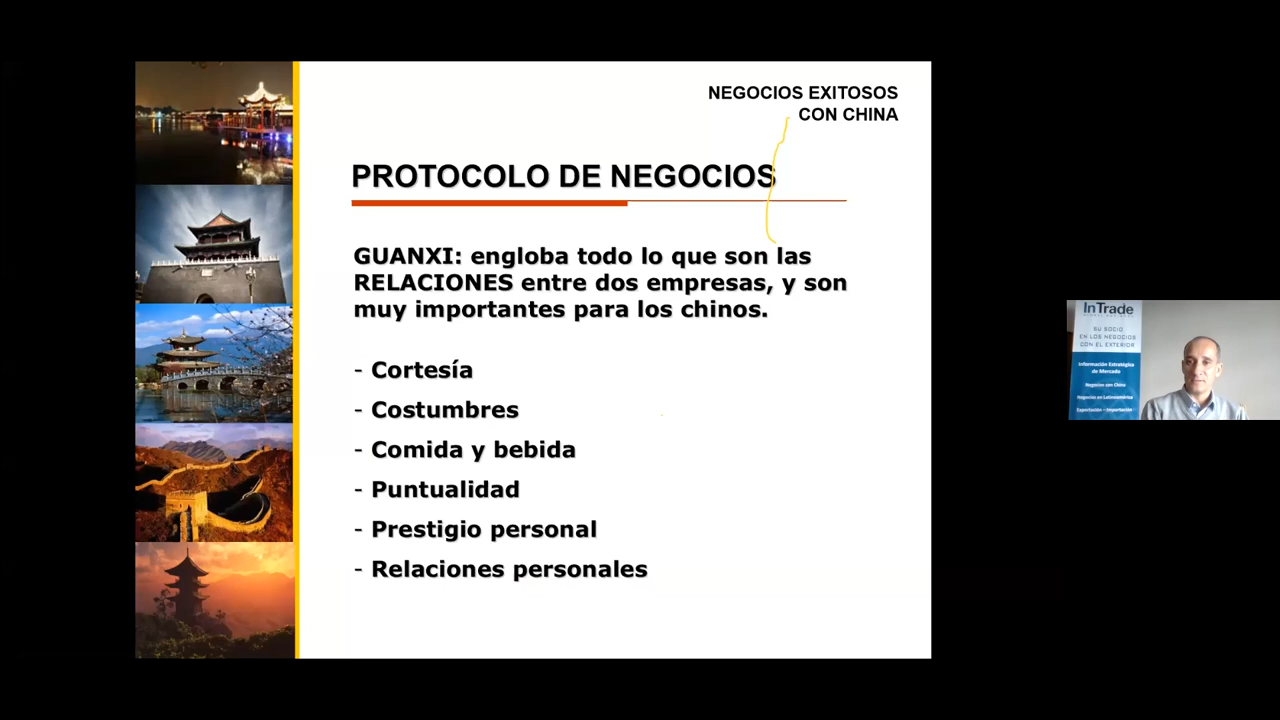 NEGOCIOS EXITOSOS
CON CHINA
PROTOCOLO DE NEGOCIOS
GUANXI: engloba todo lo que son las
RELACIONES entre dos empresas, y son
muy importantes para los chinos.
- Cortesía
- Costumbres
- Comida y bebida
- Puntualidad
- Prestigio personal
- Relaciones personales
InTrade
SU SOCIO
EN LOS NEGOCIOS
CON EL EXTERIOR
Información Estratégica
de Mercado
Negocios con China
Negocios en Latinoamérica
Exportación - Importación